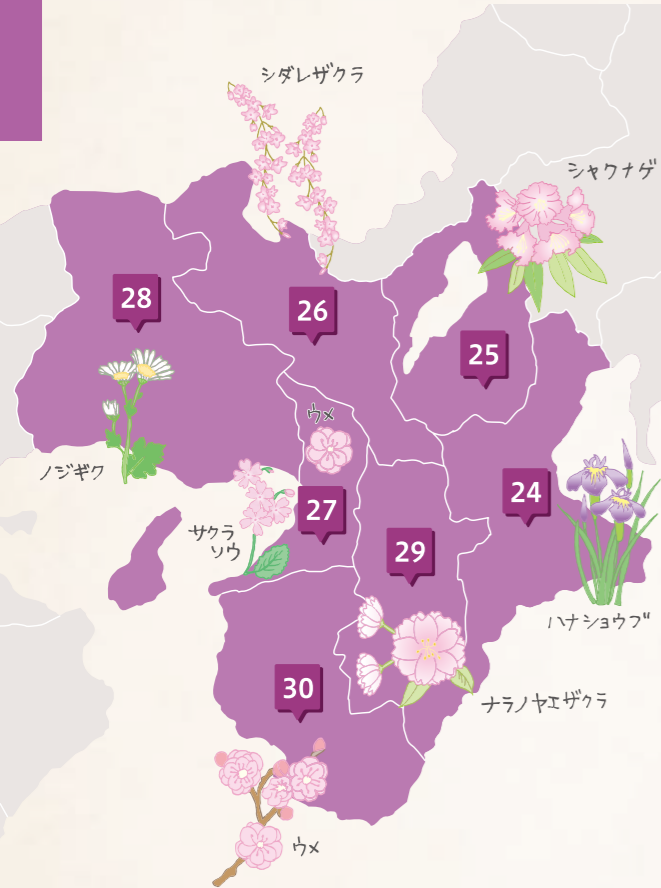 シダレザクラ
シャクナゲ
28
26
25
ウメ
ノジギク
24
27
サクラ
ソウ
29
ハナショウブ
30
ナラノヤエザクラ
ウメ